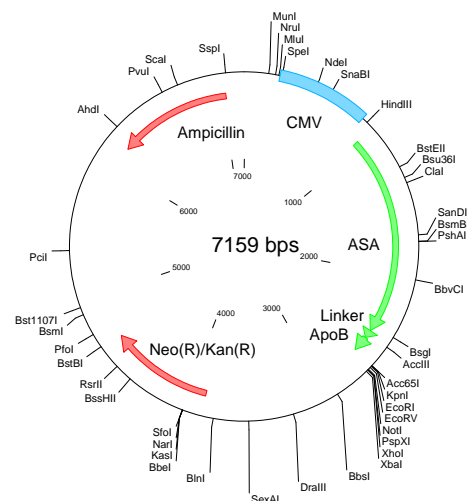 MunI
NruI
MluI
SpeI
NdeI
SnaBI
HindIII
BstEII
Bsu36I
ClaI
SanDI
BsmB
PshAI
BbvCI
BsgI
AccIII
Acc65I
KpnI
EcoRI
EcoRV
NotI
PspXI
XhoI
XbaI
BbsI
DraIII
SexAI
BlnI
SfoI
NarI
KasI
BbeI
BssHII
RsrII
BstBI
PfoI
BsmI
Bst1107I
PciI
AhdI
PvuI
ScaI
SspI
CMV
ASA
Linker
ApoB
Neo(R)/Kan(R)
Ampicillin
7159 bps
1000
2000
3000
4000
5000
6000
7000